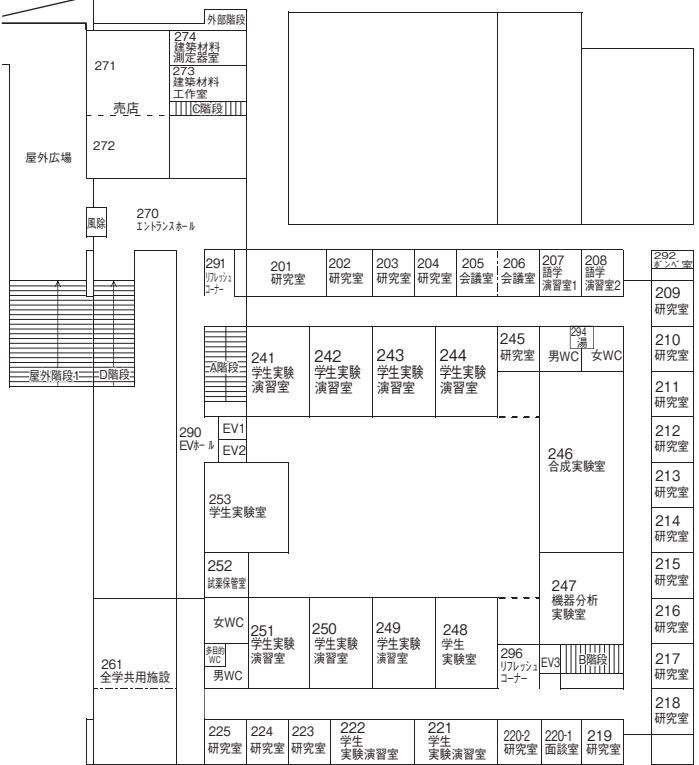 外部階段
274
建築材料
測定器室
271
273
建築材料
工作室
C階段
売店
272
屋外広場
風除
270
エントランスホール
291
リフレッシュ
コーナー
201
研究室
202
研究室
203
研究室
204
研究室
205
会議室
206
会議室
207
語学
演習室1
208
語学
演習室2
292
ボンベ室
209
研究室
屋外階段1
D階段
A階段
241
学生実験
演習室
242
学生実験
演習室
243
学生実験
演習室
244
学生実験
演習室
245
研究室
294
湯
男WC
女WC
210
研究室
211
研究室
290
EVホール
EV1
EV2
246
合成実験室
212
研究室
213
研究室
253
学生実験室
214
研究室
252
試薬保管室
247
機器分析
実験室
215
研究室
女WC
多目的
WC
男WC
251
学生実験
演習室
250
学生実験
演習室
249
学生実験
演習室
248
学生
実験室
296
リフレッシュ
コーナー
EV3
B階段
216
研究室
217
研究室
261
全学共用施設
218
研究室
225
研究室
224
研究室
223
研究室
222
学生
実験演習室
221
学生
実験演習室
220-2
研究室
220-1
面談室
219
研究室